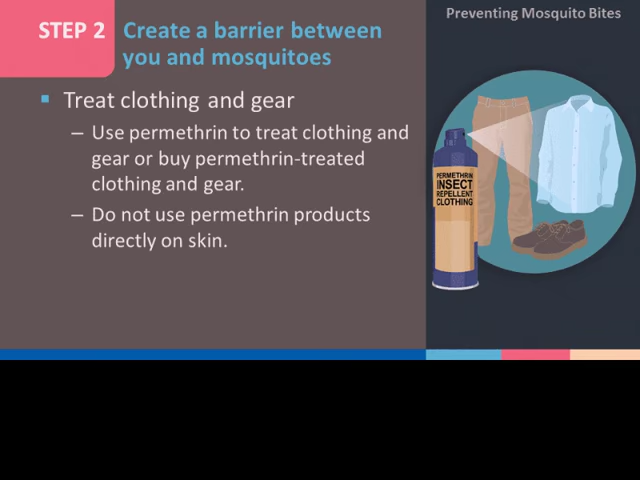 Preventing Mosquito Bites
STEP 2
Create a barrier between
you and mosquitoes
▪ Treat clothing and gear
– Use permethrin to treat clothing and
gear or buy permethrin-treated
clothing and gear.
– Do not use permethrin products
directly on skin.
PERMETHRIN
INSECT
REPELLENT
CLOTHING